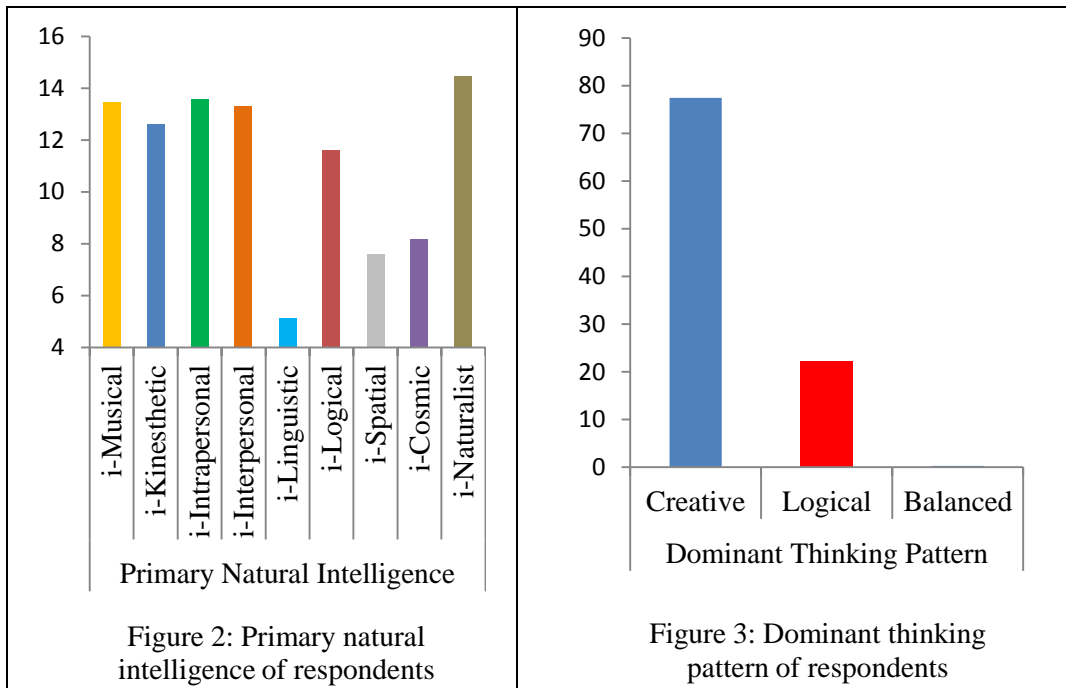 16
14
12
10
8
6
4
i-Musical
i-Kinesthetic
i-Intrapersonal
i-Interpersonal
i-Linguistic
i-Logical
i-Spatial
i-Cosmic
i-Naturalist
Primary Natural Intelligence
Figure 2: Primary natural
intelligence of respondents
90
80
70
60
50
40
30
20
10
0
Creative
Logical
Balanced
Dominant Thinking Pattern
Figure 3: Dominant thinking
pattern of respondents